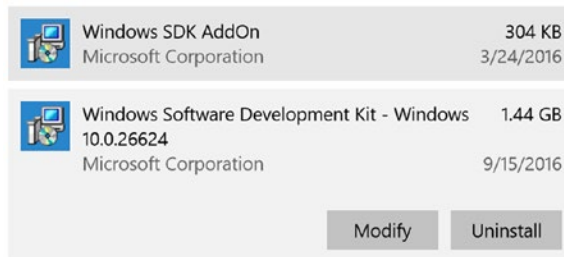 Windows SDK AddOn 304 KB
Microsoft Corporation 3/24/2016
Windows Software Development Kit - Windows 1.44 GB
10.0.26624
Microsoft Corporation 9/15/2016
Modify Uninstall